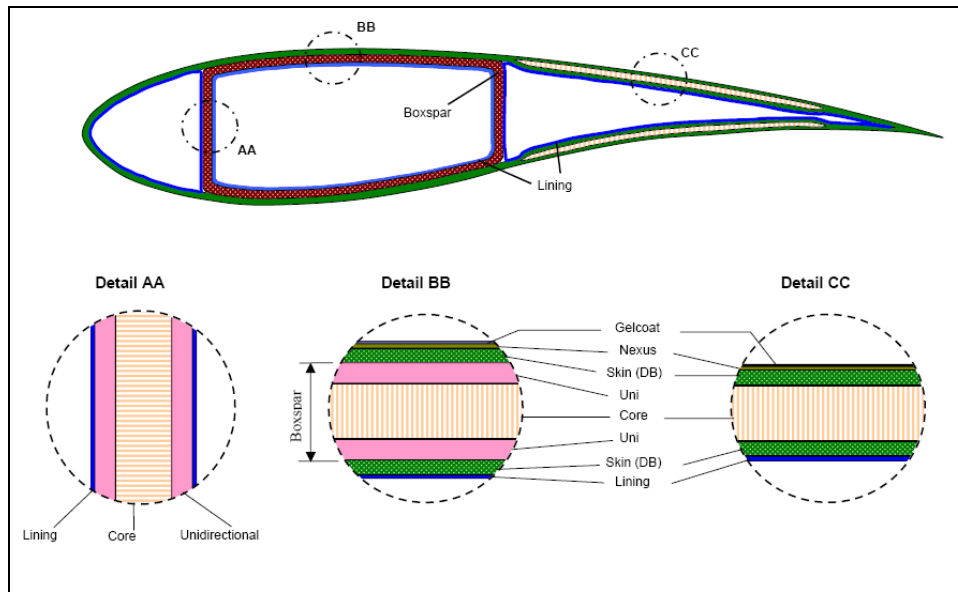 BB
CC
Boxspar
AA
Lining
Detail AA
Detail BB
Detail CC
Gelcoat
Nexus
Skin (DB)
Uni
Boxspar
Core
Uni
Skin (DB)
Lining
Lining
Core
Unidirectional